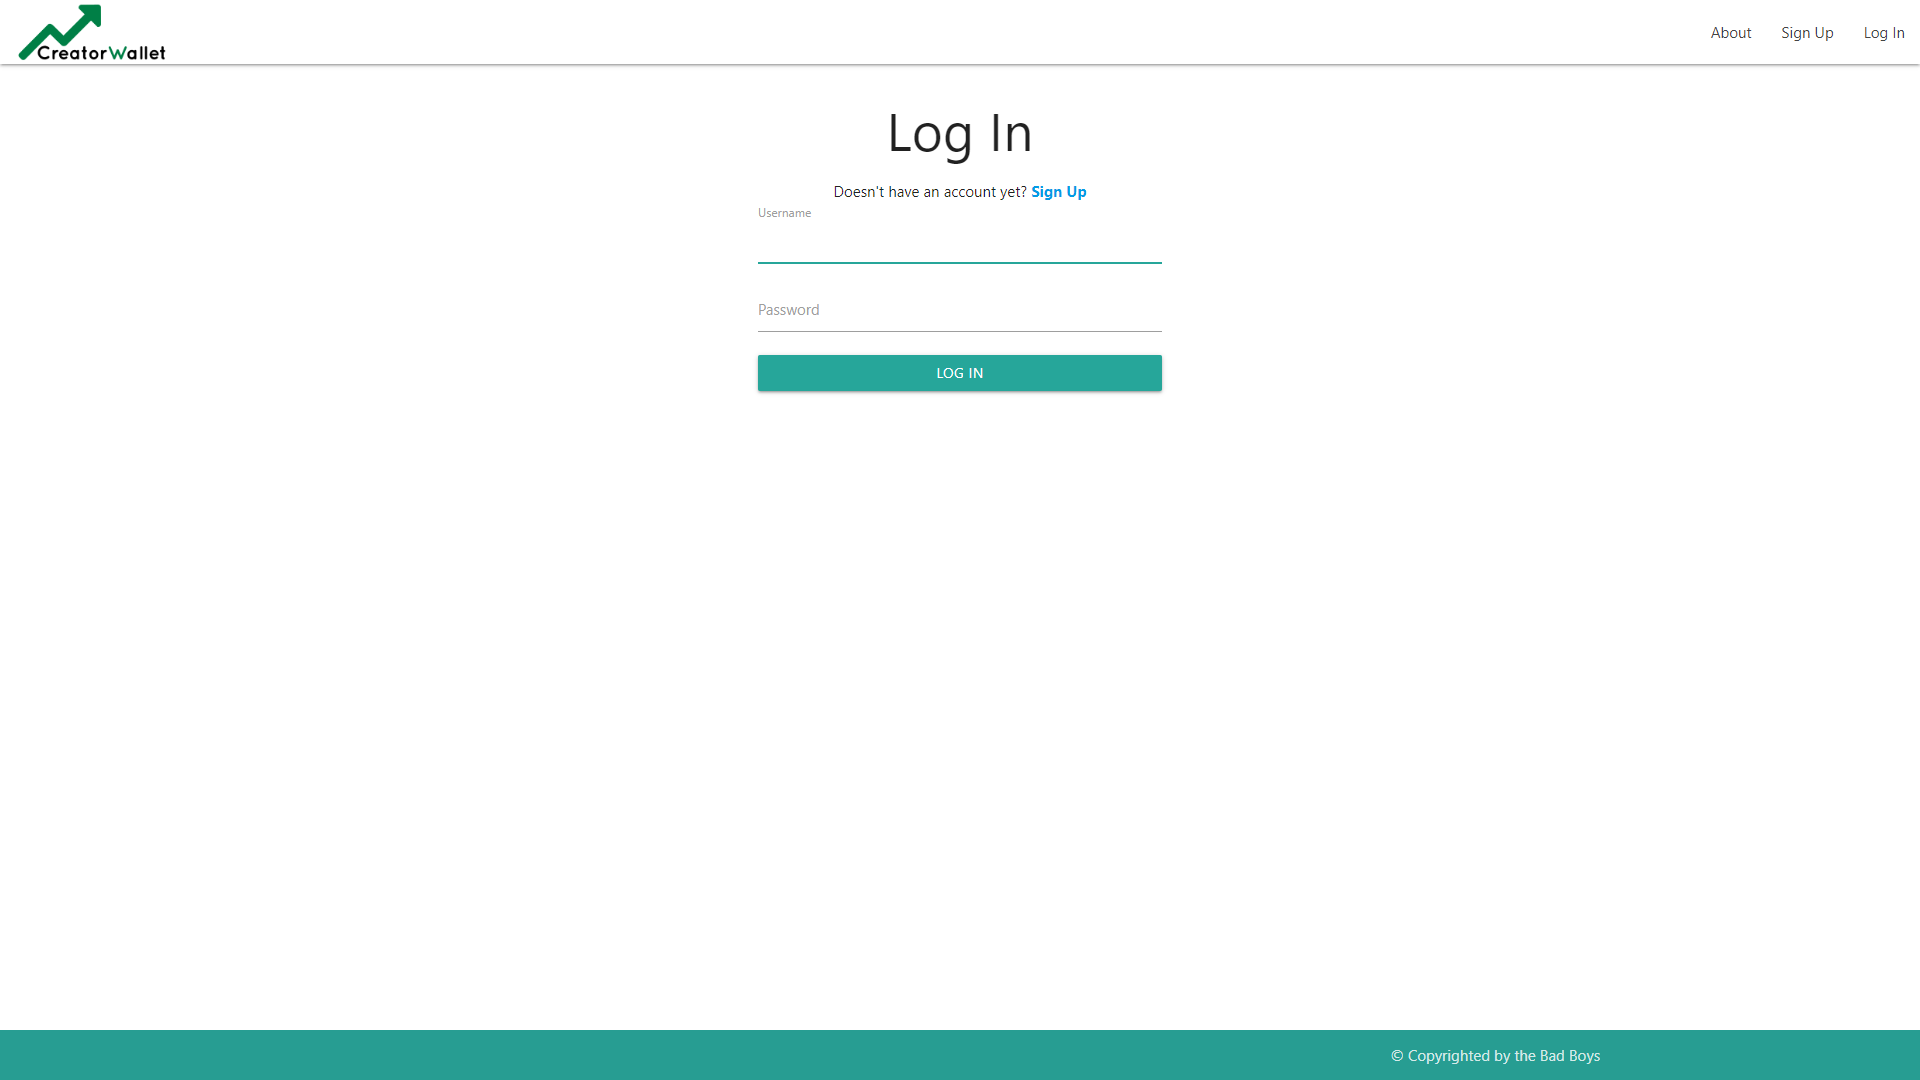 CreatorWallet
About
Sign Up
Log In
Log In
Doesn't have an account yet? Sign Up
Username
Password
LOG IN
© Copyrighted by the Bad Boys